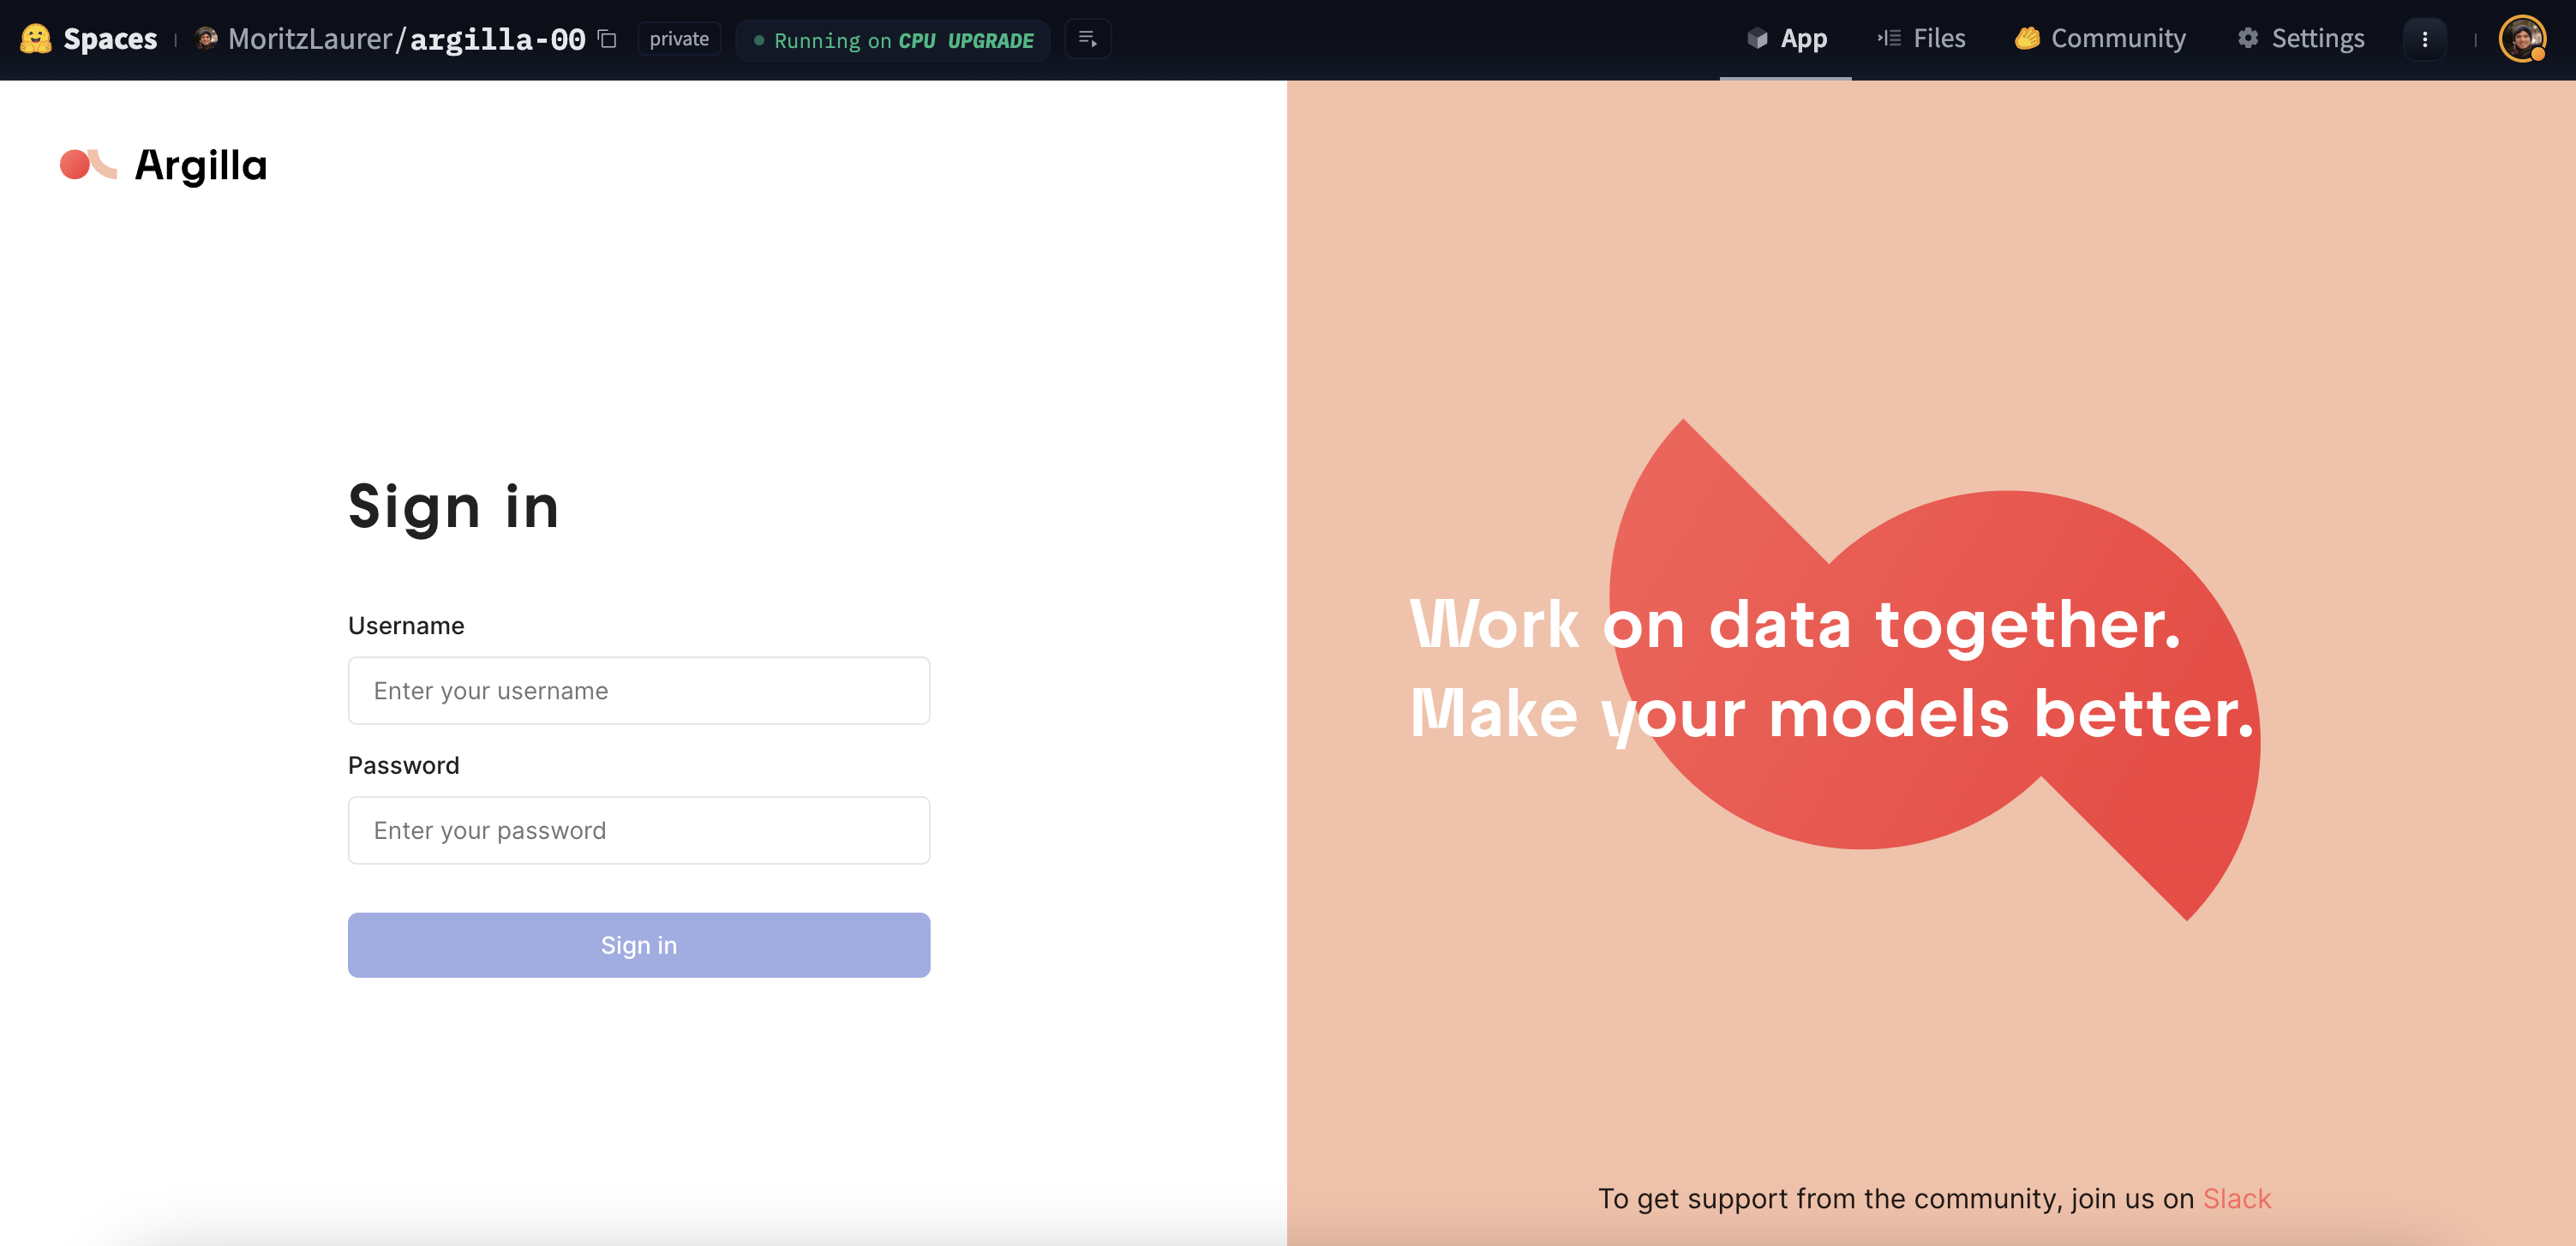 Spaces MoritzLaurer/argilla-00 private Running on CPU UPGRADE App Files Community Settings
Argilla
Sign in
Username
Enter your username
Password
Enter your password
Sign in
Work on data together.
Make your models better.
To get support from the community, join us on Slack